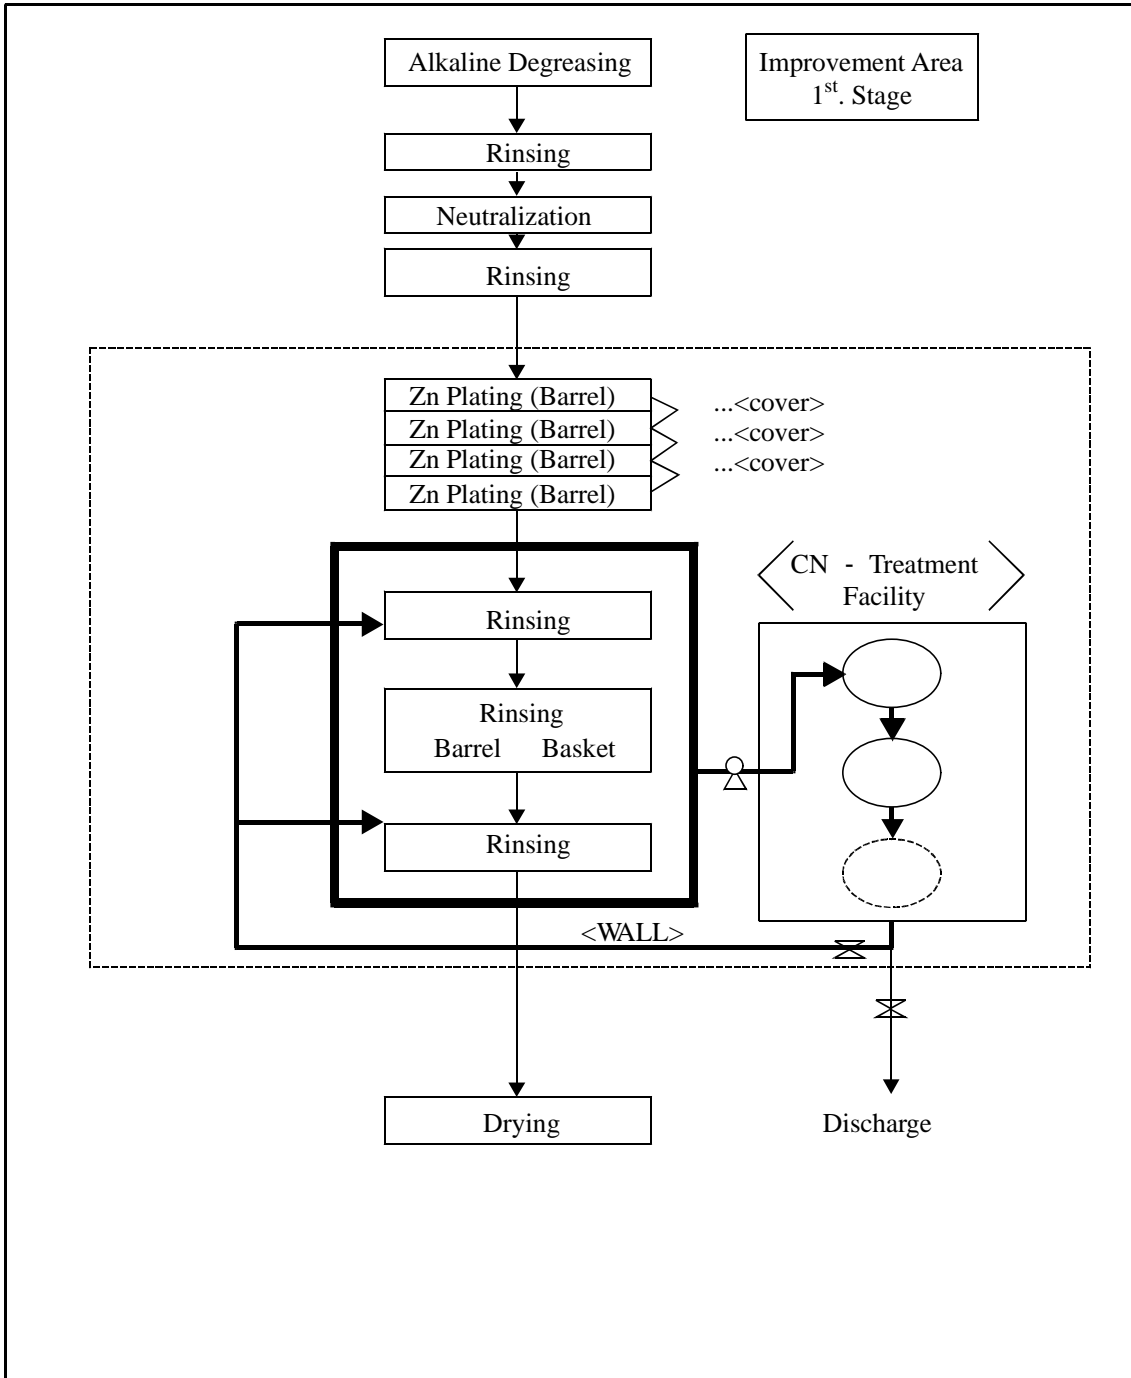 Alkaline Degreasing
Improvement Area
1st. Stage
Rinsing
Neutralization
Rinsing
Zn Plating (Barrel)
...<cover>
Zn Plating (Barrel)
...<cover>
Zn Plating (Barrel)
...<cover>
Zn Plating (Barrel)
CN - Treatment
Facility
Rinsing
Rinsing
Barrel Basket
Rinsing
<WALL>
Drying
Discharge